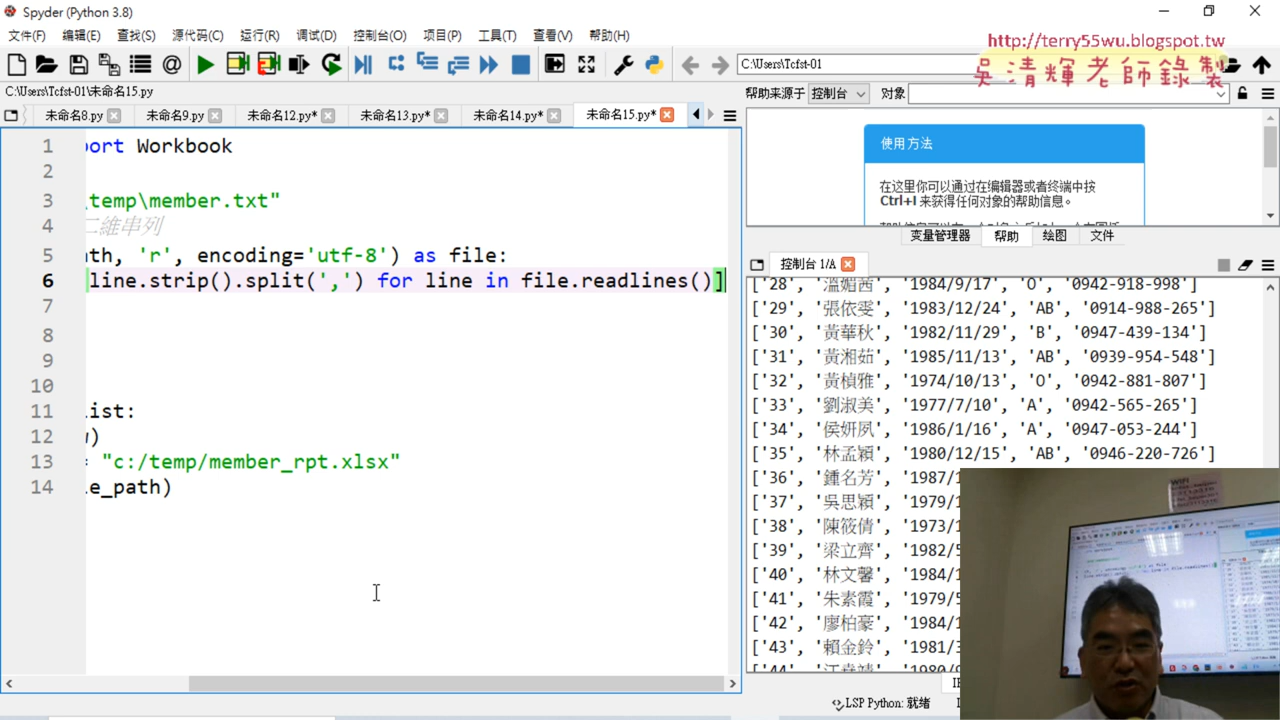 Spyder (Python 3.8)
文件(F) 编辑(E) 查找(S) 源代码(C) 运行(R) 调试(D) 控制台(O) 项目(P) 工具(T) 查看(V) 帮助(H)
http://terry55wu.blogspot.tw
吳清輝老師錄製
C:\Users\Tcfst-01
C:\Users\Tcfst-01\未命名15.py
帮助来源于 控制台 对象
未命名8.py 未命名9.py 未命名12.py* 未命名13.py* 未命名14.py* 未命名15.py*
1 port Workbook
2
3 \temp\member.txt"
4 二維串列
5 ath, 'r', encoding='utf-8') as file:
6 [line.strip().split(',') for line in file.readlines()]
7
8
9
10
11 list:
12 w)
13 = "c:/temp/member_rpt.xlsx"
14 le_path)
使用方法
在这里你可以通过在编辑器或者终端中按
Ctrl+I 来获得任何对象的帮助信息。
变量管理器 帮助 绘图 文件
控制台 1/A
['28', '溫媚茜', '1984/9/17', 'O', '0942-918-998']
['29', '張依雯', '1983/12/24', 'AB', '0914-988-265']
['30', '黃華秋', '1982/11/29', 'B', '0947-439-134']
['31', '黃湘茹', '1985/11/13', 'AB', '0939-954-548']
['32', '黃楨雅', '1974/10/13', 'O', '0942-881-807']
['33', '劉淑美', '1977/7/10', 'A', '0942-565-265']
['34', '侯妍夙', '1986/1/16', 'A', '0947-053-244']
['35', '林孟穎', '1980/12/15', 'AB', '0946-220-726']
['36', '鍾名芳', '1987/1
['37', '吳思穎', '1979/1
['38', '陳筱倩', '1973/1
['39', '梁立齊', '1982/5
['40', '林文馨', '1984/1
['41', '朱素霞', '1979/5
['42', '廖柏豪', '1984/1
['43', '賴金鈴', '1981/3
['44',
LSP Python: 就绪